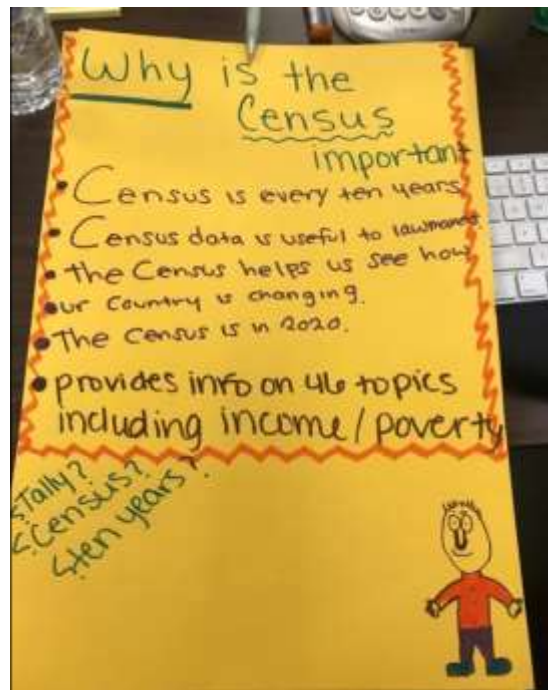 Why is the
Census
important
• Census is every ten years
• Census data is useful to lawmakers.
• the Census helps us see how
• our Country is changing.
• The Census is in 2020.
• provides info on 46 topics
including income / poverty
↳ Tally?
↳ Census?
↳ ten years?